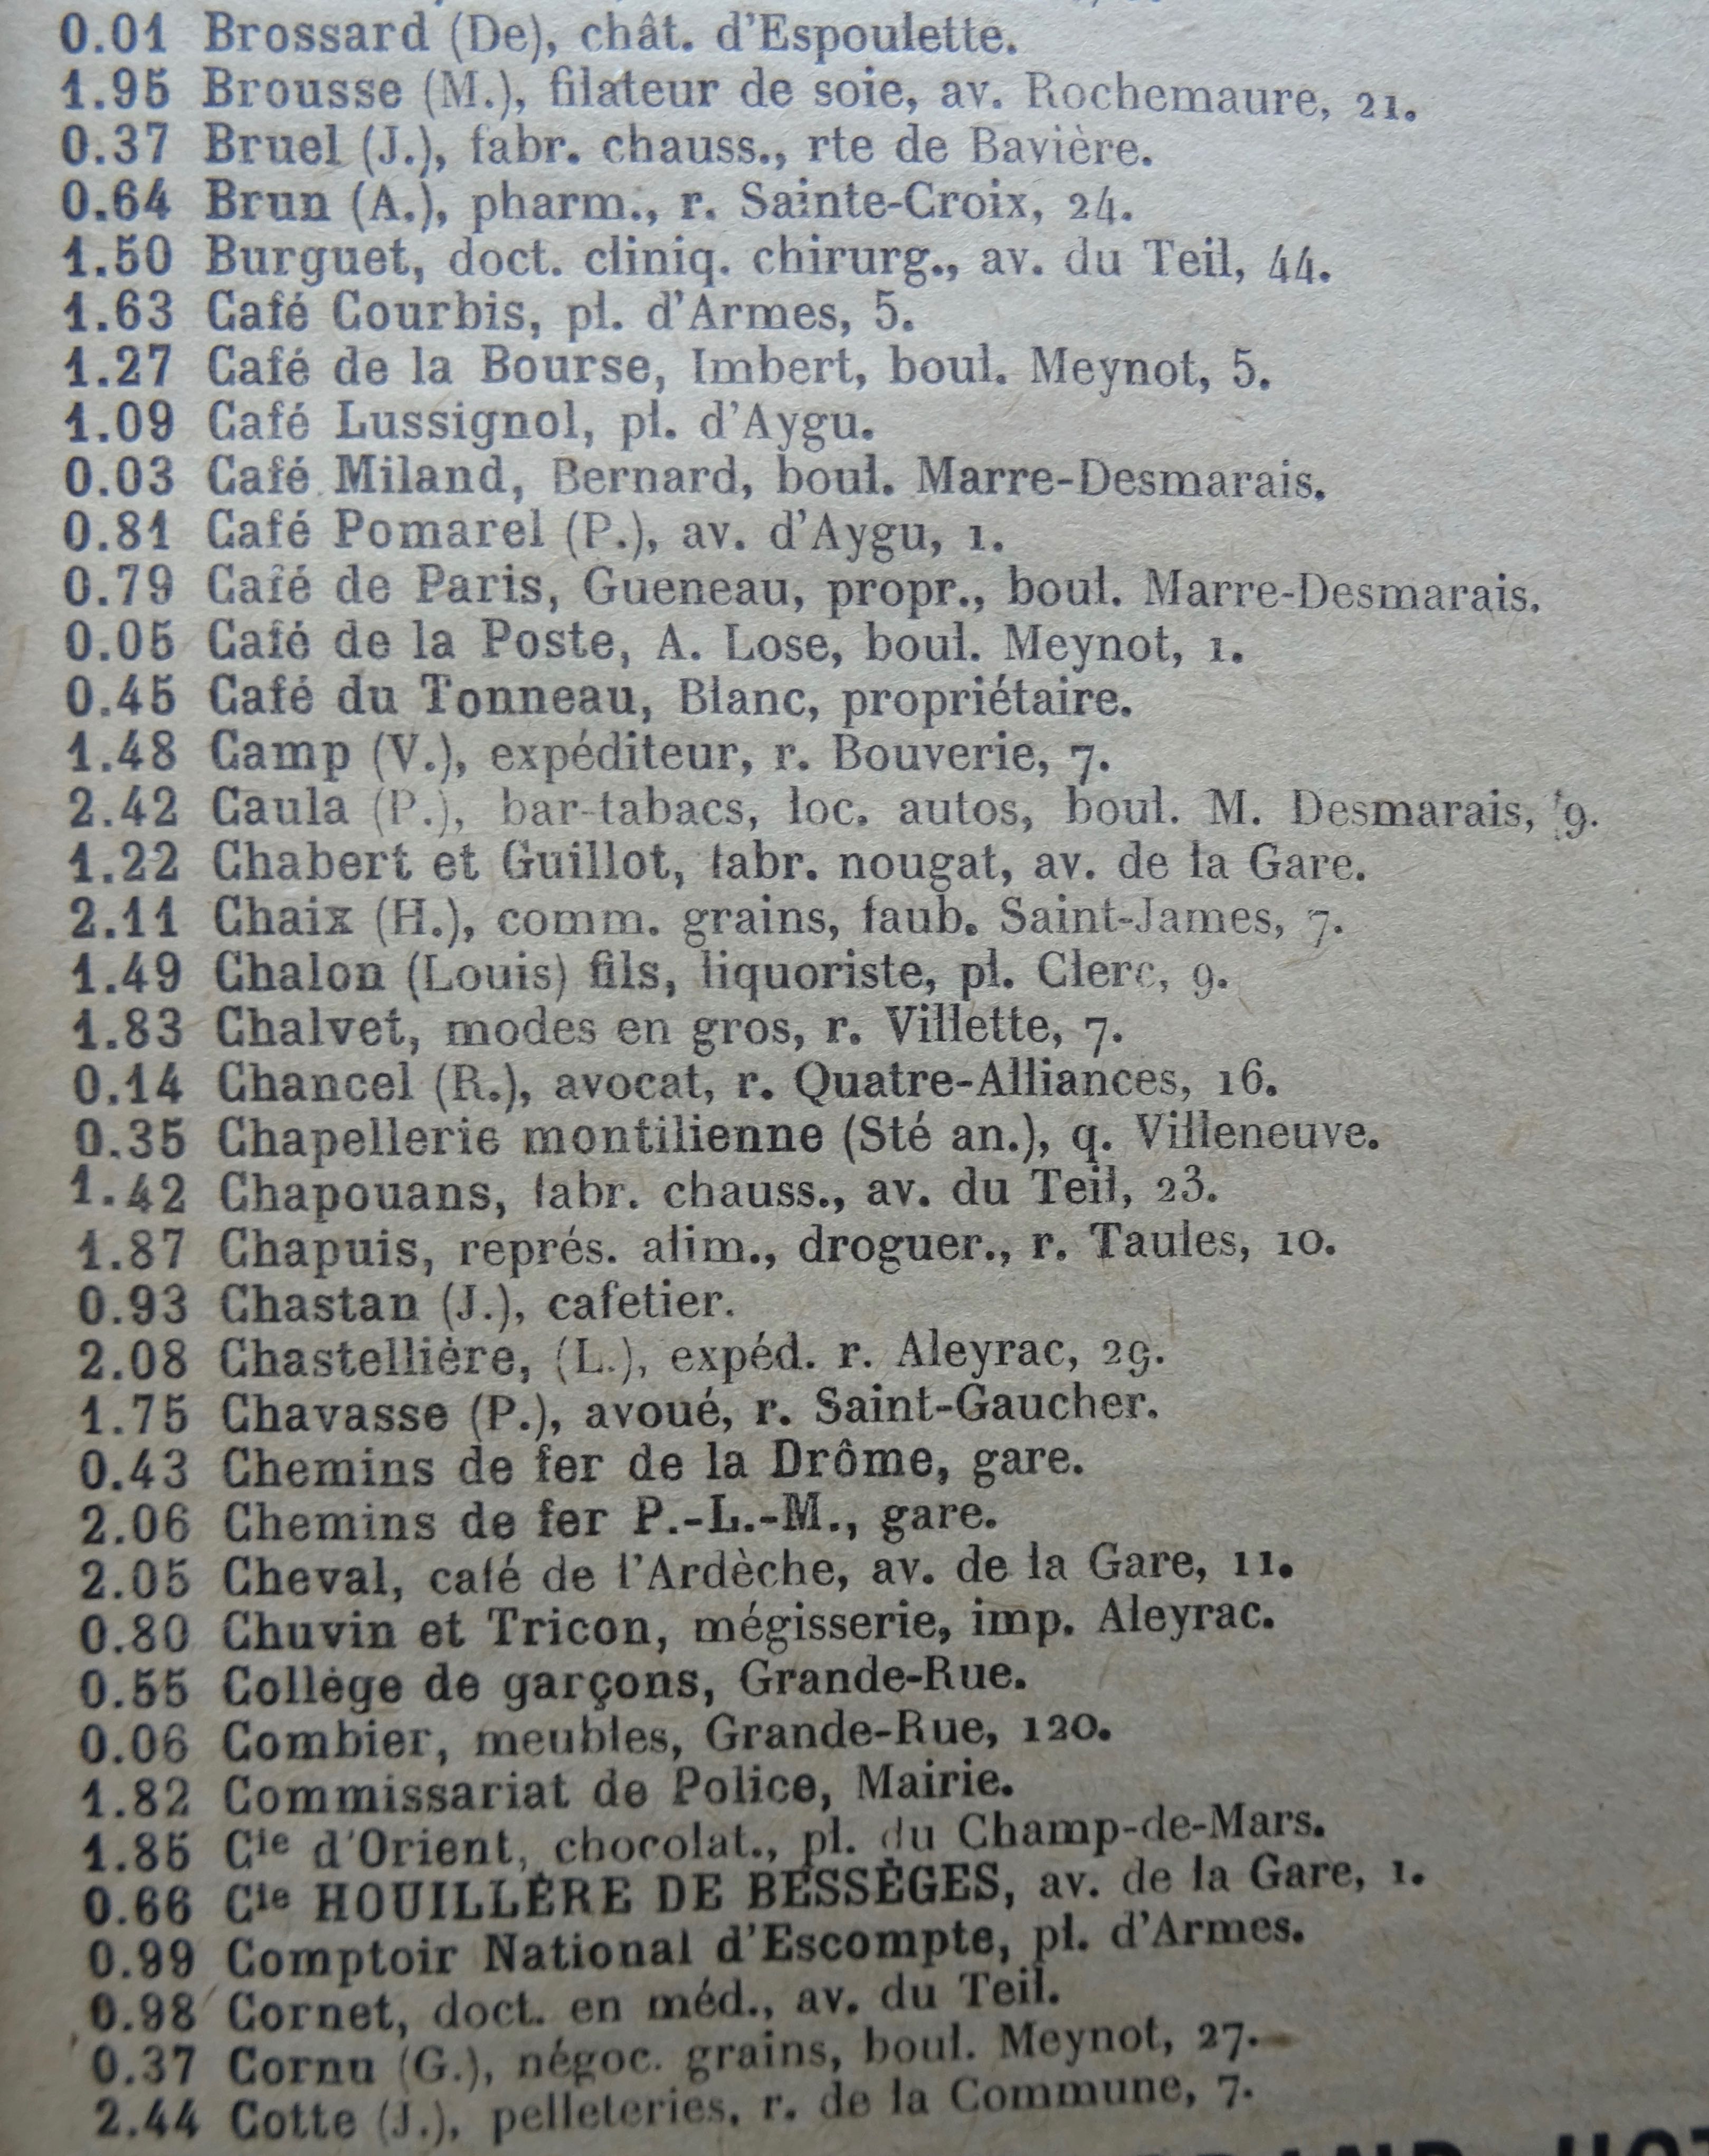 0.01 Brossard (De), chât. d'Espoulette.
1.95 Brousse (M.), filateur de soie, av. Rochemaure, 21.
0.37 Bruel (J.), fabr. chauss., rte de Bavière.
0.64 Brun (A.), pharm., r. Sainte-Croix, 24.
1.50 Burguet, doct. cliniq. chirurg., av. du Teil, 44.
1.63 Café Courbis, pl. d'Armes, 5.
1.27 Café de la Bourse, Imbert, boul. Meynot, 5.
1.09 Café Lussignol, pl. d'Aygu.
0.03 Café Miland, Bernard, boul. Marre-Desmarais.
0.81 Café Pomarel (P.), av. d'Aygu, 1.
0.79 Café de Paris, Gueneau, propr., boul. Marre-Desmarais.
0.05 Café de la Poste, A. Lose, boul. Meynot, 1.
0.45 Café du Tonneau, Blanc, propriétaire.
1.48 Camp (V.), expéditeur, r. Bouverie, 7.
2.42 Caula (P.), bar-tabacs, loc. autos, boul. M. Desmarais, 9.
1.22 Chabert et Guillot, fabr. nougat, av. de la Gare.
2.11 Chaix (H.), comm. grains, faub. Saint-James, 7.
1.49 Chalon (Louis) fils, liquoriste, pl. Clerc, 9.
1.83 Chalvet, modes en gros, r. Villette, 7.
0.14 Chancel (R.), avocat, r. Quatre-Alliances, 16.
0.35 Chapellerie montilienne (Sté an.), q. Villeneuve.
1.42 Chapouans, fabr. chauss., av. du Teil, 23.
1.87 Chapuis, représ. alim., droguer., r. Taules, 10.
0.93 Chastan (J.), cafetier.
2.08 Chastellière, (L.), expéd. r. Aleyrac, 29.
1.75 Chavasse (P.), avoué, r. Saint-Gaucher.
0.43 Chemins de fer de la Drôme, gare.
2.06 Chemins de fer P.-L.-M., gare.
2.05 Cheval, café de l'Ardèche, av. de la Gare, 11.
0.80 Chuvin et Tricon, mégisserie, imp. Aleyrac.
0.55 Collège de garçons, Grande-Rue.
0.06 Combier, meubles, Grande-Rue, 120.
1.82 Commissariat de Police, Mairie.
1.85 Cie d'Orient, chocolat., pl. du Champ-de-Mars.
0.66 Cie HOUILLÈRE DE BESSÈGES, av. de la Gare, 1.
0.99 Comptoir National d'Escompte, pl. d'Armes.
0.98 Cornet, doct. en méd., av. du Teil.
0.37 Cornu (G.), négoc. grains, boul. Meynot, 27.
2.44 Cotte (J.), pelleteries, r. de la Commune, 7.